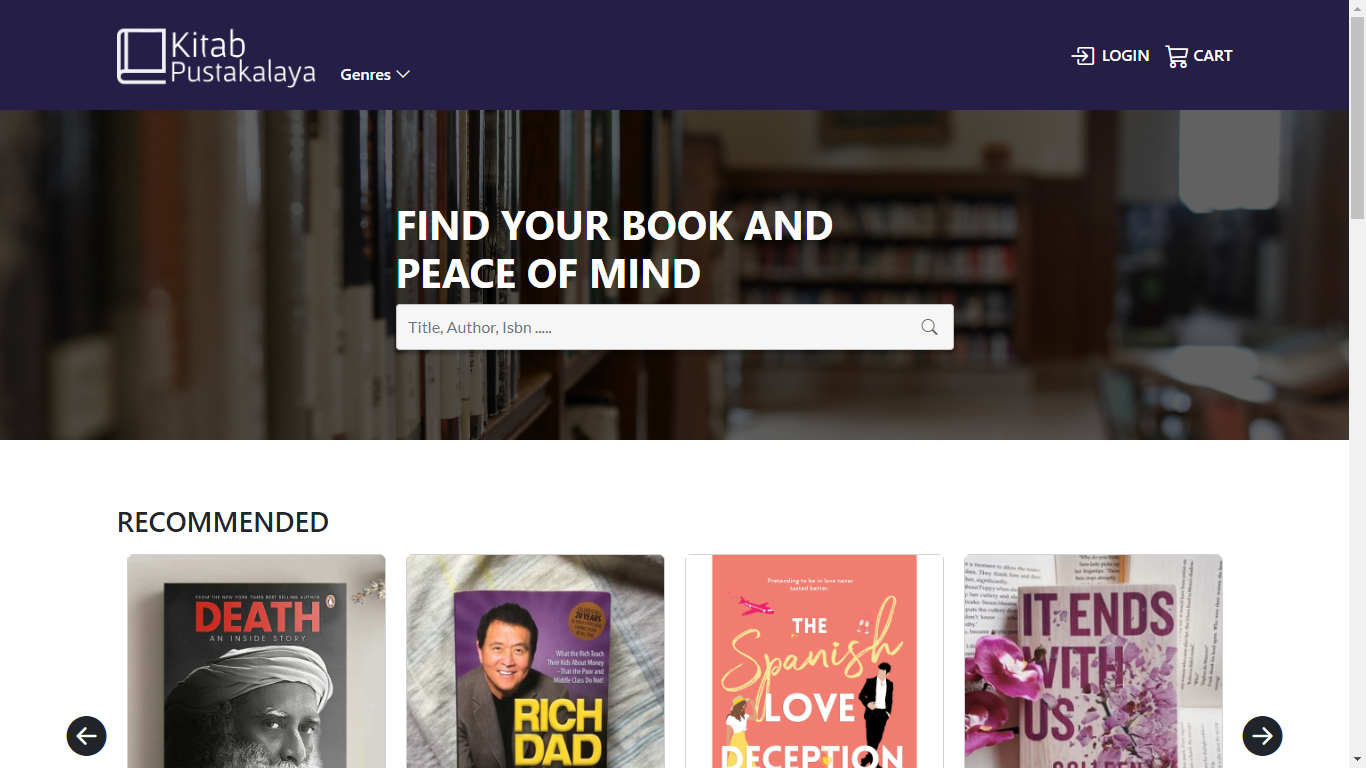 Kitab
Pustakalaya
Genres
LOGIN
CART
FIND YOUR BOOK AND
PEACE OF MIND
Title, Author, Isbn .....
RECOMMENDED
FROM THE NEW YORK TIMES BEST SELLING AUTHOR
DEATH
AN INSIDE STORY
20 YEARS
What the Rich Teach
Their Kids About Money
–That the Poor and
Middle Class Do Not!
RICH
DAD
Pretending to be in love never
tasted better.
THE
Spanish
LOVE
DECEPTION
IT ENDS
WITH
US
COLLEEN